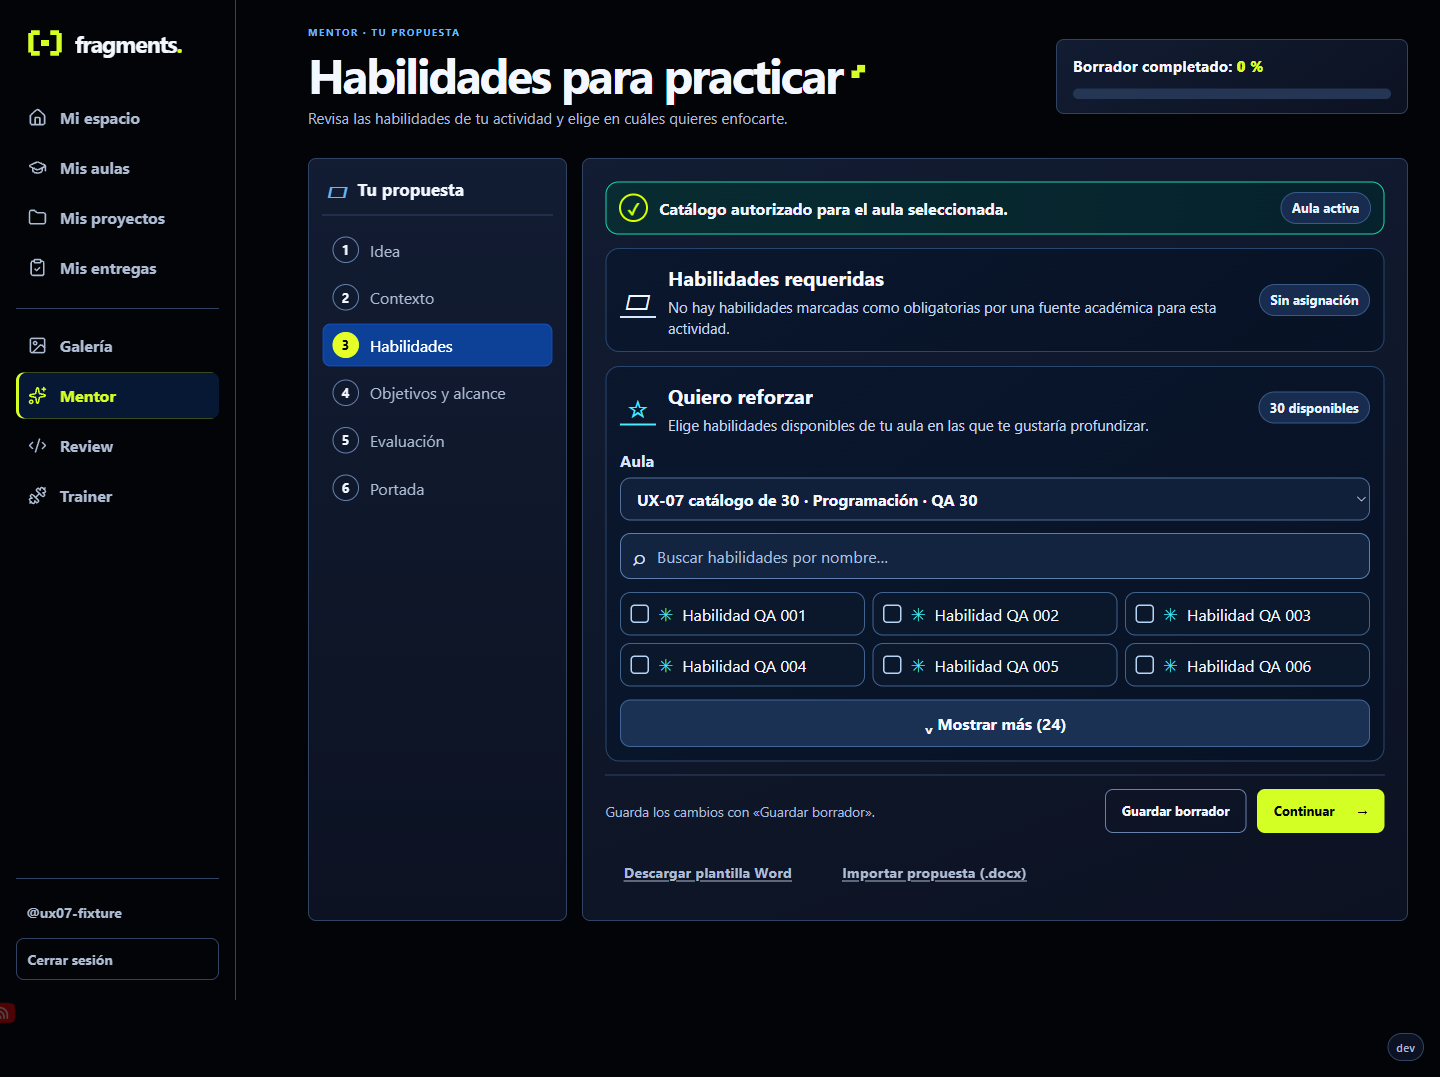 fragments.
Mi espacio
Mis aulas
Mis proyectos
Mis entregas
Galería
Mentor
Review
Trainer
@ux07-fixture
Cerrar sesión
MENTOR · TU PROPUESTA
Habilidades para practicar
Revisa las habilidades de tu actividad y elige en cuáles quieres enfocarte.
Borrador completado: 0 %
Tu propuesta
1 Idea
2 Contexto
3 Habilidades
4 Objetivos y alcance
5 Evaluación
6 Portada
Catálogo autorizado para el aula seleccionada.
Aula activa
Habilidades requeridas
No hay habilidades marcadas como obligatorias por una fuente académica para esta
actividad.
Sin asignación
Quiero reforzar
Elige habilidades disponibles de tu aula en las que te gustaría profundizar.
30 disponibles
Aula
UX-07 catálogo de 30 · Programación · QA 30
Buscar habilidades por nombre...
Habilidad QA 001
Habilidad QA 002
Habilidad QA 003
Habilidad QA 004
Habilidad QA 005
Habilidad QA 006
v Mostrar más (24)
Guarda los cambios con «Guardar borrador».
Guardar borrador
Continuar →
Descargar plantilla Word
Importar propuesta (.docx)
dev